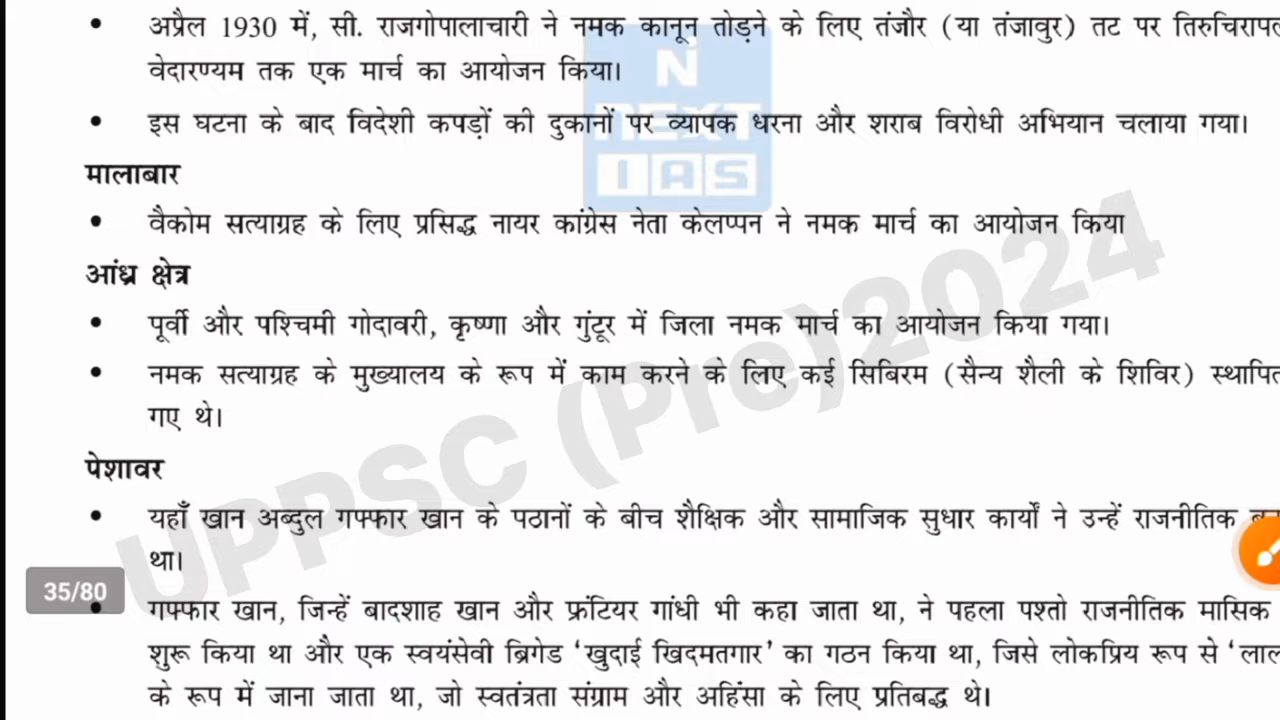 • अप्रैल 1930 में, सी. राजगोपालाचारी ने नमक कानून तोड़ने के लिए तंजौर (या तंजावुर) तट पर
वेदारण्यम तक एक मार्च का आयोजन किया।
• इस घटना के बाद विदेशी कपड़ों की दुकानों पर व्यापक धरना और शराब विरोधी अभियान चलाया गया।
मालाबार
• वैकोम सत्याग्रह के लिए प्रसिद्ध नायर कांग्रेस नेता केलप्पन ने नमक मार्च का आयोजन किया
आंध्र क्षेत्र
• पूर्वी और पश्चिमी गोदावरी, कृष्णा और गुंटूर में जिला नमक मार्च का आयोजन किया गया।
• नमक सत्याग्रह के मुख्यालय के रूप में काम करने के लिए कई सिबिरम (सैन्य शैली के शिविर) स्थापित
गए थे।
पेशावर
• यहाँ खान अब्दुल गफ्फार खान के पठानों के बीच शैक्षिक और सामाजिक सुधार कार्यों ने उन्हें राजनीतिक
था।
• गफ्फार खान, जिन्हें बादशाह खान और फ्रंटियर गांधी भी कहा जाता था, ने पहला पश्तो राजनीतिक मासिक
शुरू किया था और एक स्वयंसेवी ब्रिगेड ‘खुदाई खिदमतगार’ का गठन किया था, जिसे लोकप्रिय रूप से ‘लाल
के रूप में जाना जाता था, जो स्वतंत्रता संग्राम और अहिंसा के लिए प्रतिबद्ध थे।
N
NEXT
IAS
UPPSC (Pre) 2024
35/80